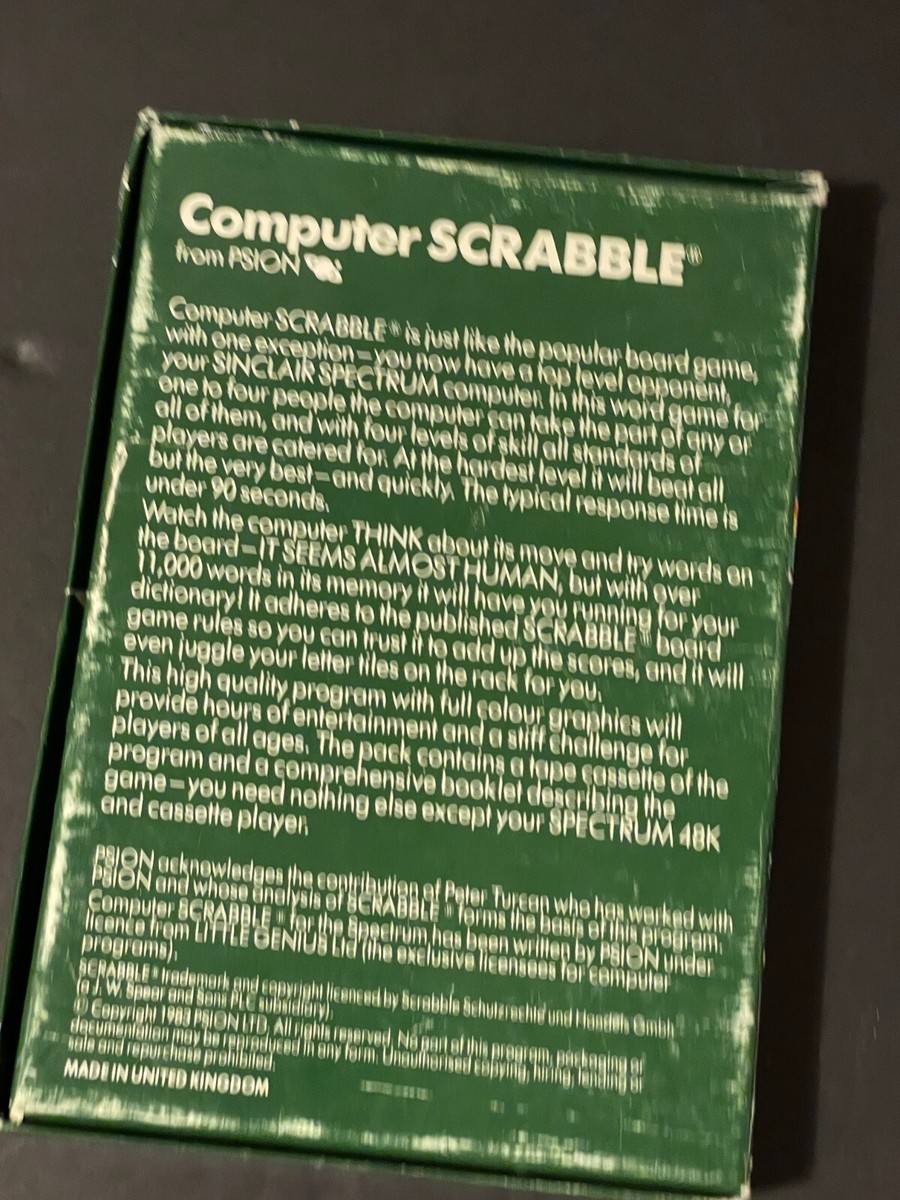 Computer SCRABBLE®
from PSION
Computer SCRABBLE® is just like the popular board game,
with one exception – you now have a top level opponent,
your SINCLAIR SPECTRUM computer. In this word game for
one to four people the computer can take the part of any or
all of them, and with four levels of skill all standards of
players are catered for. At the hardest level it will beat all
but the very best – and quickly. The typical response time is
under 90 seconds.
Watch the computer THINK about its move and try words on
the board – IT SEEMS ALMOST HUMAN, but with over
11,000 words in its memory it will have you running for your
dictionary! It adheres to the published SCRABBLE® board
game rules so you can trust it to add up the scores, and it will
even juggle your letter tiles on the rack for you.
This high quality program with full colour graphics will
provide hours of entertainment and a stiff challenge for
players of all ages. The pack contains a tape cassette of the
program and a comprehensive booklet describing the
game – you need nothing else except your SPECTRUM 48K
and cassette player.
PSION acknowledges the contribution of Peter Turcan who has worked with
PSION and whose analysis of SCRABBLE® forms the basis of this program.
Computer SCRABBLE® for the Spectrum has been written by PSION under
licence from LITTLE GENIUS Ltd (the exclusive licensees for computer
programs).
SCRABBLE® trademark and copyright licenced by Scrabble Schutzrechte und Handels GmbH
a J. W. Spear and Sons PLC subsidiary).
© Copyright 1983 PSION LTD. All rights reserved. No part of this program, packaging or
documentation may be reproduced in any form. Unauthorised copying, hiring, lending or
sale and repurchase prohibited.
MADE IN UNITED KINGDOM